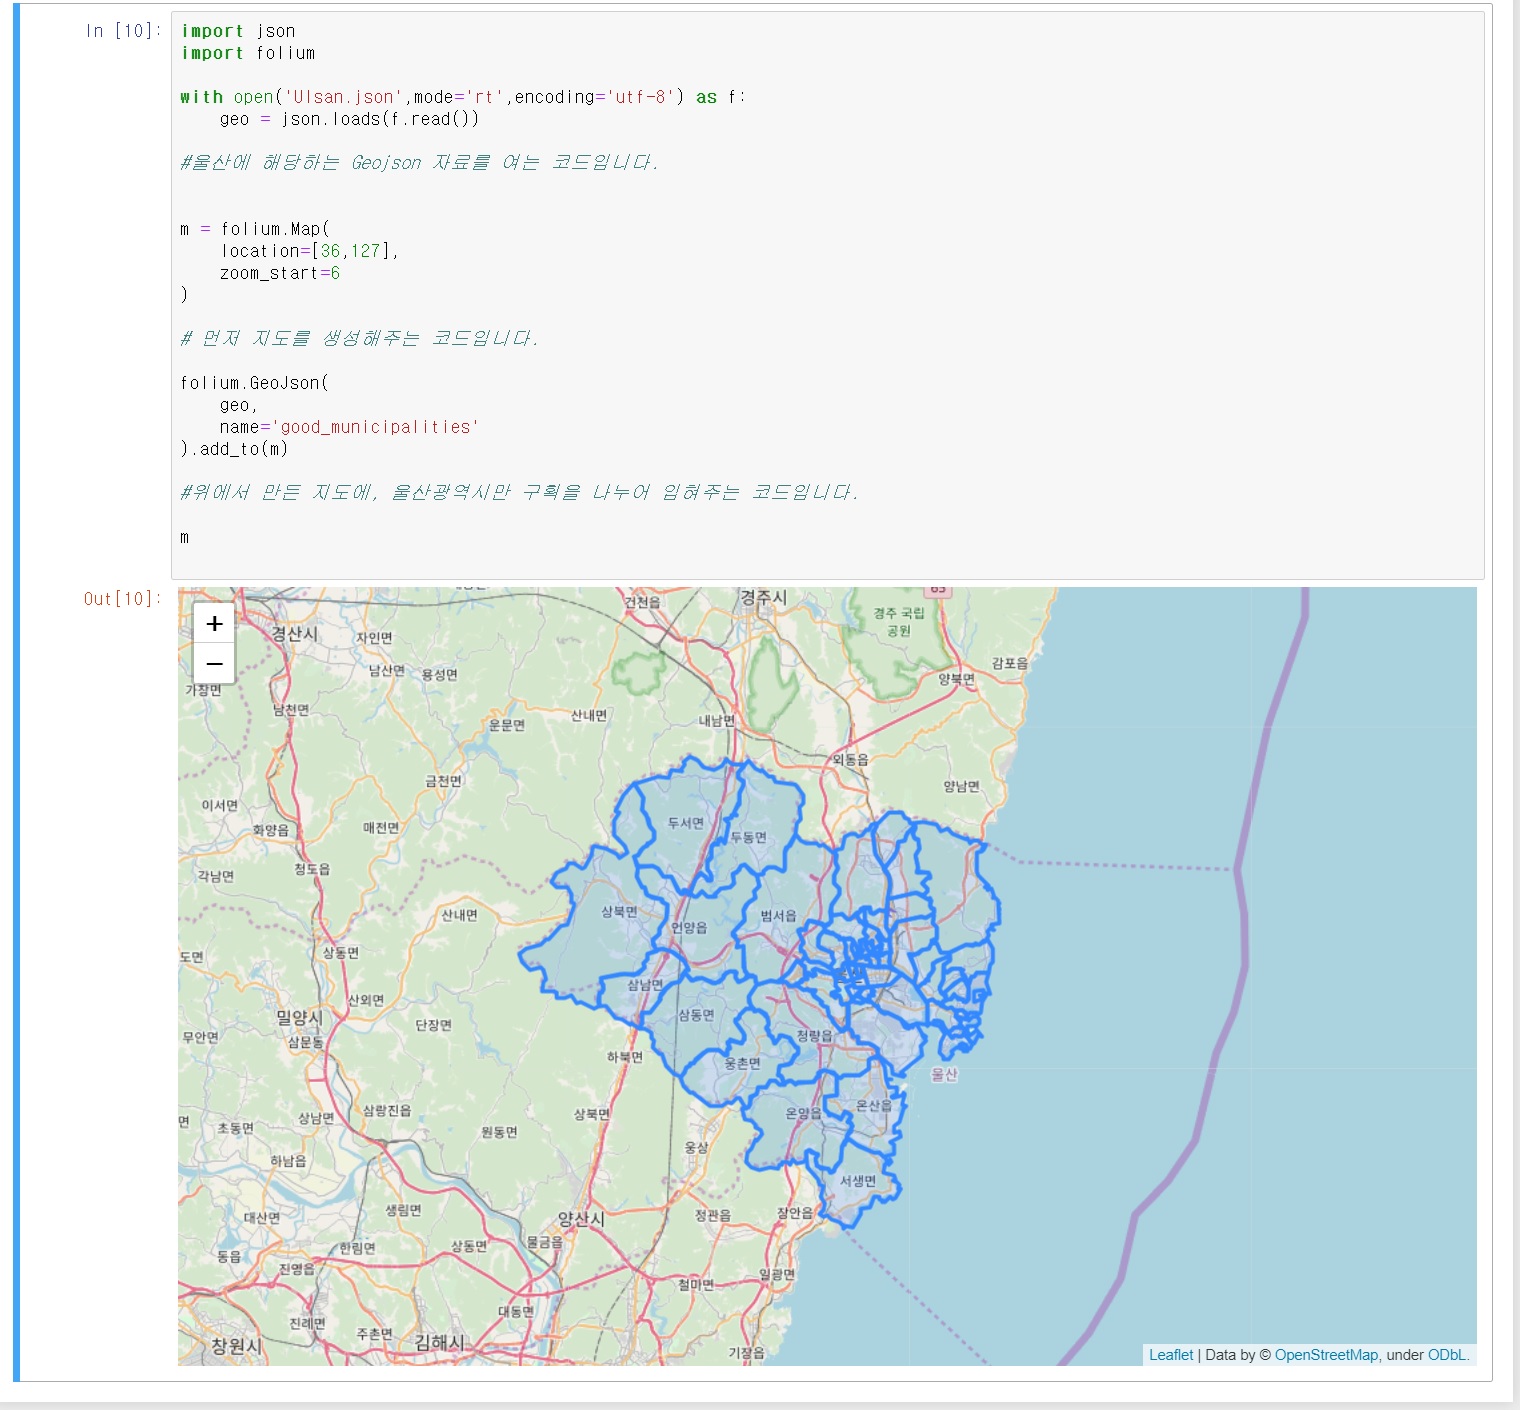 In [10]:
import json
import folium
with open('Ulsan.json',mode='rt',encoding='utf-8') as f:
    geo = json.loads(f.read())
#울산에 해당하는 Geojson 자료를 여는 코드입니다.
m = folium.Map(
    location=[36,127],
    zoom_start=6
)
# 먼저 지도를 생성해주는 코드입니다.
folium.GeoJson(
    geo,
    name='good_municipalities'
).add_to(m)
#위에서 만든 지도에, 울산광역시만 구획을 나누어 입혀주는 코드입니다.
m
Out[10]:
+
−
건천읍
경주시
65
경산시
자인면
경주 국립
공원
남산면
용성면
감포읍
가창면
양북면
남천면
산내면
내남면
운문면
외동읍
금천면
양남면
이서면
두서면
화양읍
매전면
두동면
청도읍
각남면
상북면
산내면
범서읍
언양읍
상동면
도면
삼남면
산외면
밀양시
삼동면
단장면
무안면
삼문동
청량읍
하북면
웅촌면
울산
삼랑진읍
상남면
상북면
온양읍
온산읍
면
초동면
원동면
웅상
하남읍
서생면
생림면
대산면
양산시
정관읍
장안읍
한림면
상동면
물금읍
동읍
진영읍
철마면
일광면
대동면
진례면
주촌면
김해시
창원시
기장읍
Leaflet | Data by © OpenStreetMap, under ODbL.